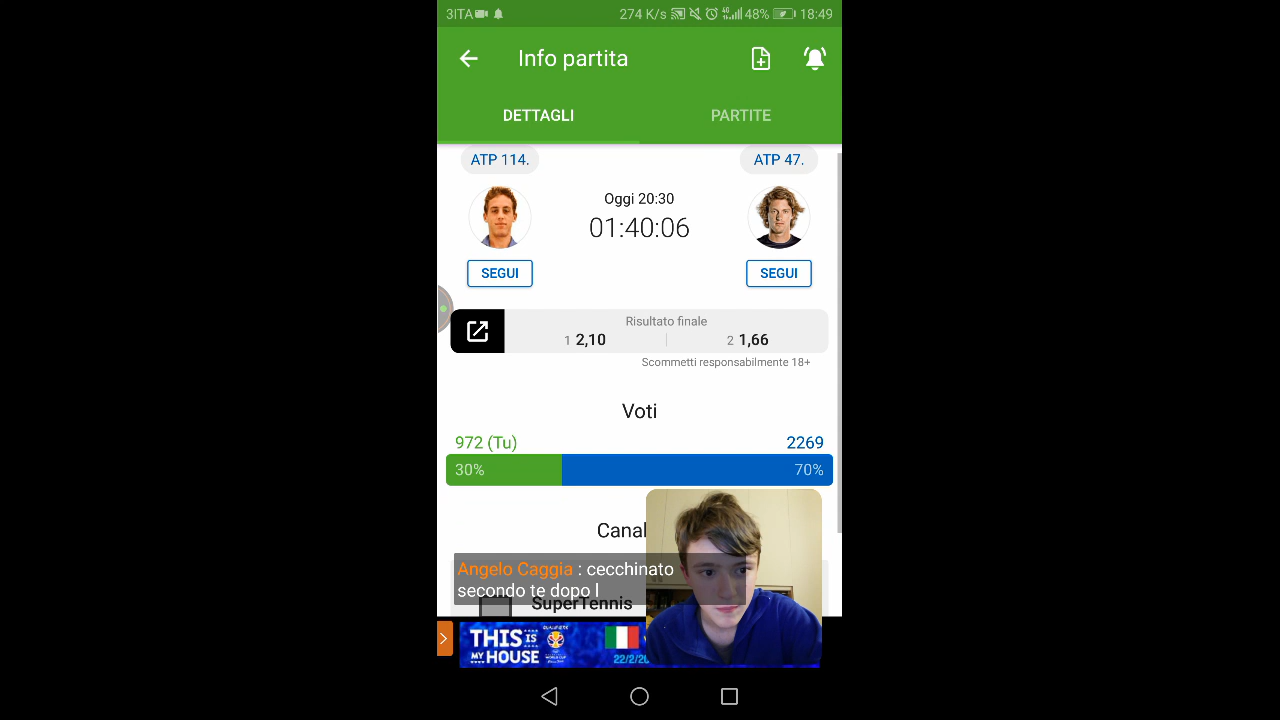 3ITA 274 K/s 4G 48% 18:49
Info partita
DETTAGLI PARTITE
ATP 114. ATP 47.
Oggi 20:30
01:40:06
SEGUI SEGUI
Risultato finale
1 2,10 2 1,66
Scommetti responsabilmente 18+
Voti
972 (Tu) 2269
30% 70%
Canal
Angelo Caggia : cecchinato
secondo te dopo l
SuperTennis
THIS IS
MY HOUSE
22/2/20